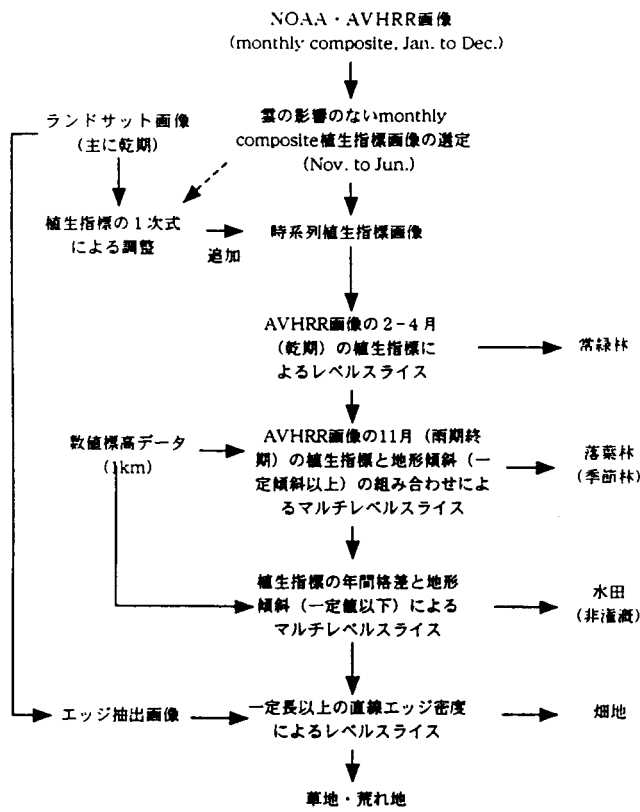 NOAA・AVHRR画像
(monthly composite, Jan. to Dec.)
ランドサット画像
(主に乾期)
雲の影響のないmonthly
composite植生指標画像の選定
(Nov. to Jun.)
植生指標の1次式
による調整
追加
時系列植生指標画像
AVHRR画像の2-4月
(乾期)の植生指標に
よるレベルスライス
常緑林
数値標高データ
(1km)
AVHRR画像の11月(雨期終
期)の植生指標と地形傾斜(一
定傾斜以上)の組み合わせによ
るマルチレベルスライス
落葉林
(季節林)
植生指標の年間格差と地形
傾斜(一定値以下)による
マルチレベルスライス
水田
(非潅漑)
エッジ抽出画像
一定長以上の直線エッジ密度
によるレベルスライス
畑地
草地・荒れ地